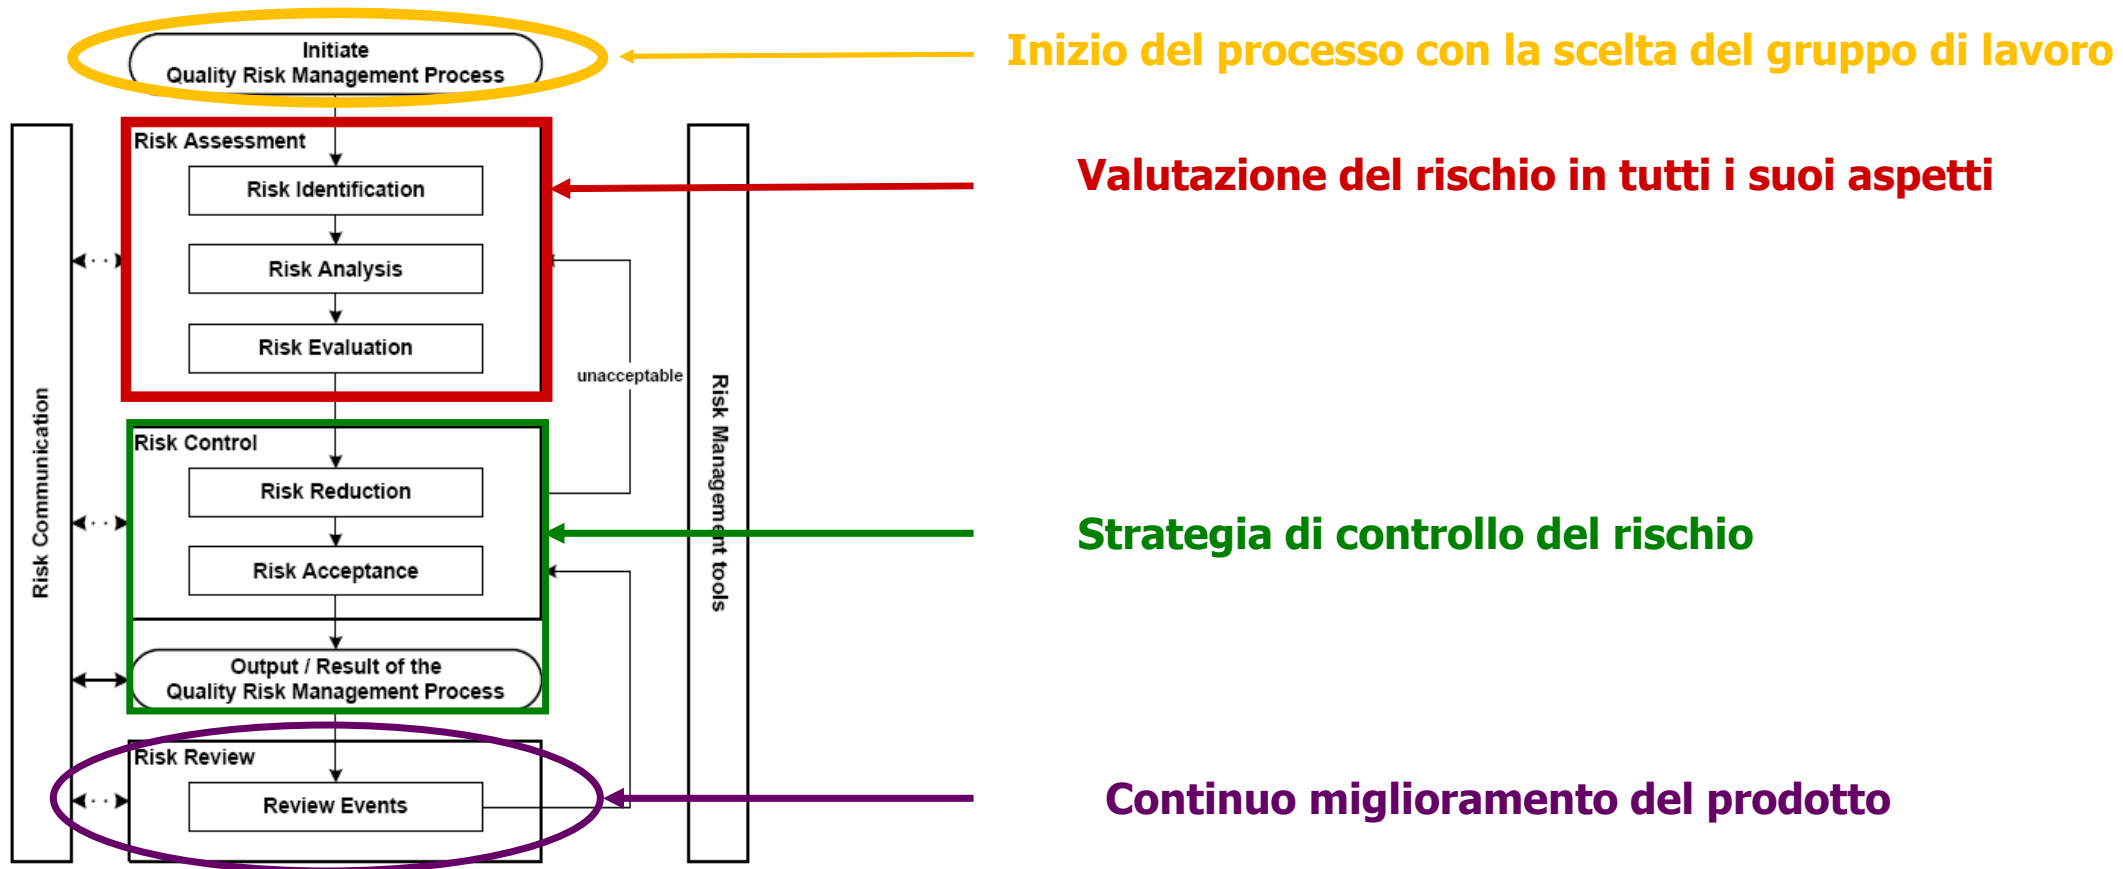 Initiate
Quality Risk Management Process
Inizio del processo con la scelta del gruppo di lavoro
Risk Assessment
Risk Identification
Valutazione del rischio in tutti i suoi aspetti
Risk Analysis
Risk Evaluation
unacceptable
Risk Communication
Risk Management tools
Risk Control
Risk Reduction
Strategia di controllo del rischio
Risk Acceptance
Output / Result of the
Quality Risk Management Process
Risk Review
Review Events
Continuo miglioramento del prodotto